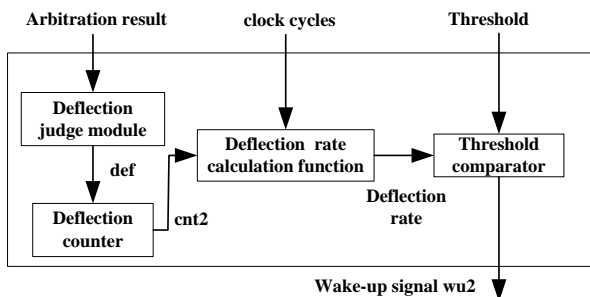 Arbitration result
clock cycles
Threshold
Deflection
judge module
def
Deflection
counter
cnt2
Deflection rate
calculation function
Deflection
rate
Threshold
comparator
Wake-up signal wu2